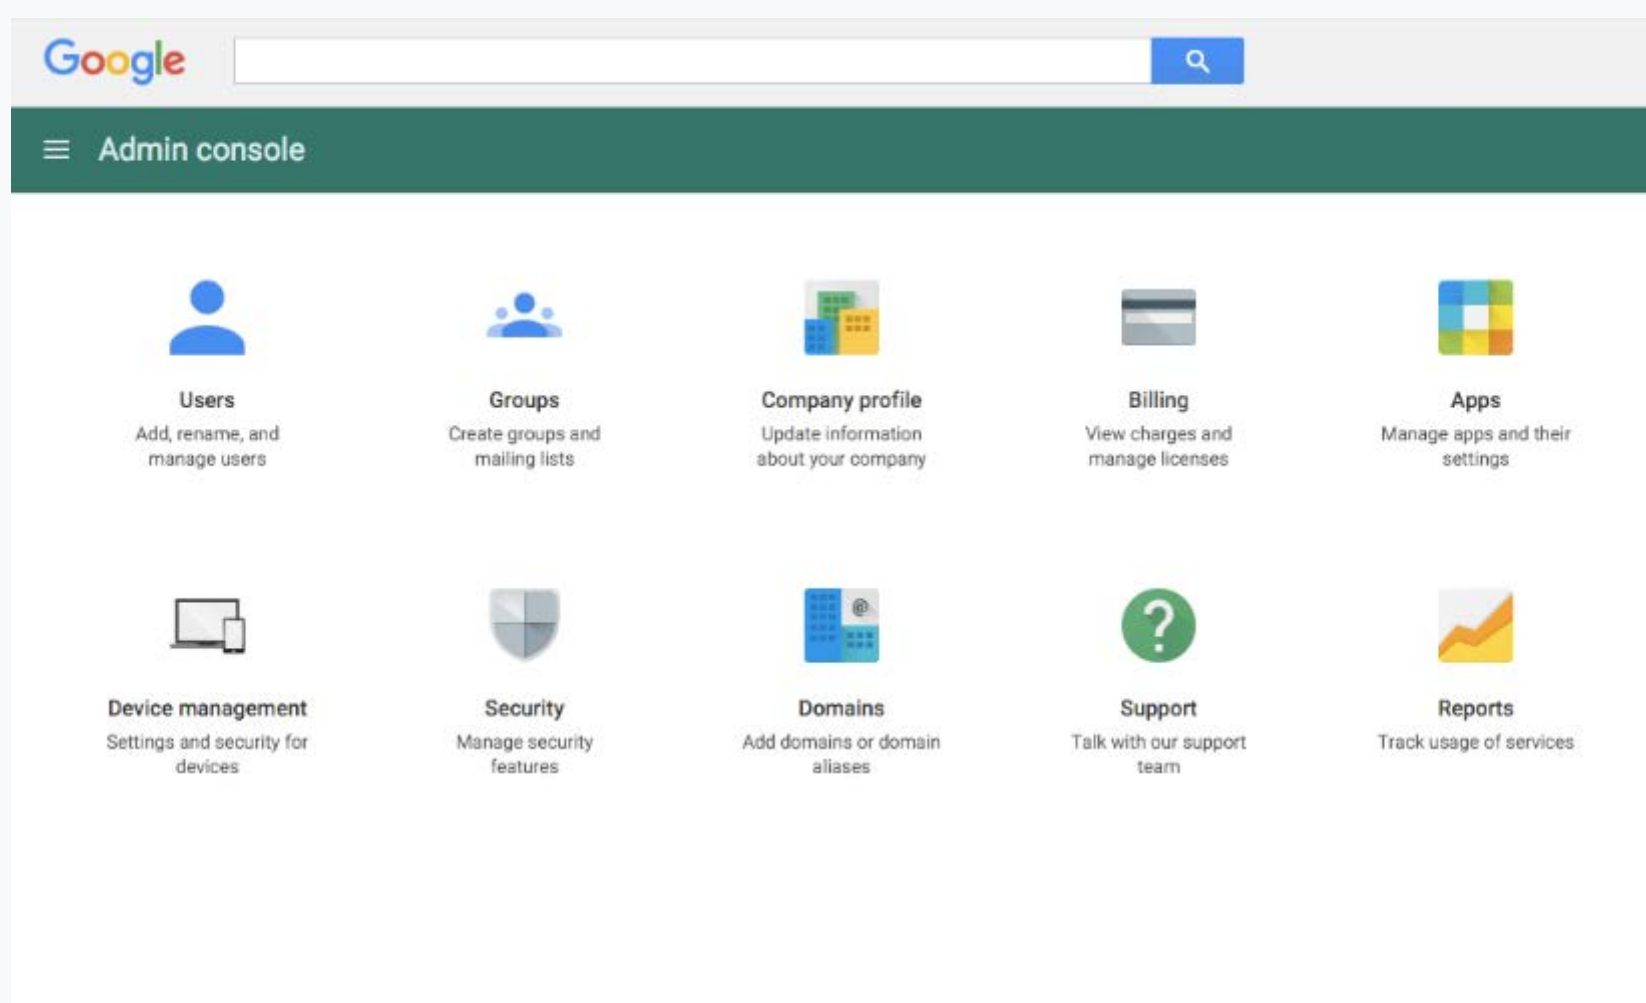 Google
Admin console
Users
Add, rename, and
manage users
Groups
Create groups and
mailing lists
Company profile
Update information
about your company
Billing
View charges and
manage licenses
Apps
Manage apps and their
settings
Device management
Settings and security for
devices
Security
Manage security
features
@
Domains
Add domains or domain
aliases
?
Support
Talk with our support
team
Reports
Track usage of services